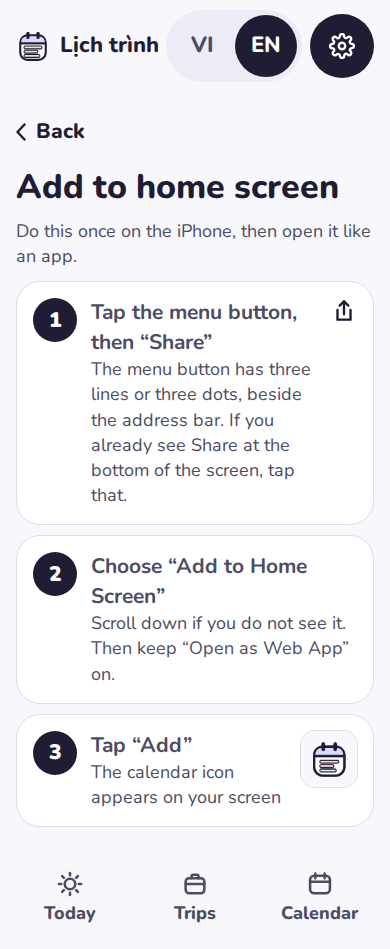 Lịch trình
VI
EN
Back
Add to home screen
Do this once on the iPhone, then open it like
an app.
1
Tap the menu button,
then “Share”
The menu button has three
lines or three dots, beside
the address bar. If you
already see Share at the
bottom of the screen, tap
that.
2
Choose “Add to Home
Screen”
Scroll down if you do not see it.
Then keep “Open as Web App”
on.
3
Tap “Add”
The calendar icon
appears on your screen
Today
Trips
Calendar